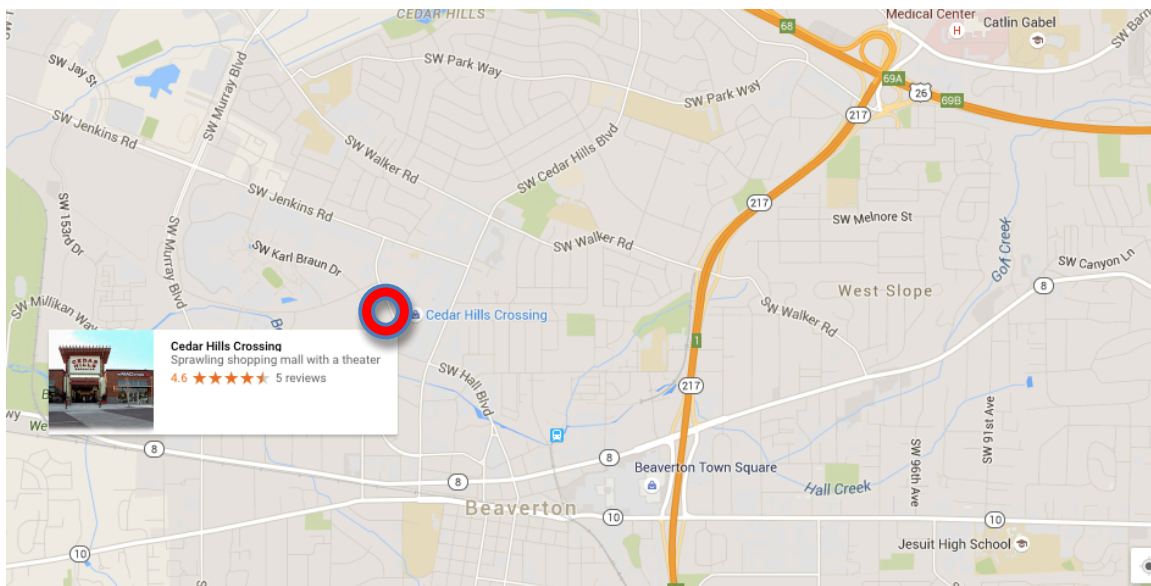 CEDAR HILLS
Medical Center
Catlin Gabel
68
H
SW Jay St
SW Murray Blvd
SW Park Way
SW Park Way
69A
26
69B
SW Barn
217
SW Jenkins Rd
SW Walker Rd
SW Cedar Hills Blvd
SW Jenkins Rd
217
SW Melnore St
SW 153rd Dr
SW Murray Blvd
SW Karl Braun Dr
SW Walker Rd
Golf Creek
SW Canyon Ln
8
West Slope
SW Millikan Way
Cedar Hills Crossing
SW Walker Rd
1
Cedar Hills Crossing
Sprawling shopping mall with a theater
4.6 5 reviews
CEDAR
HILLS
SW Hall Blvd
217
8
8
8
SW 96th Ave
SW 91st Ave
Beaverton Town Square
Hall Creek
Beaverton
10
10
10
Jesuit High School